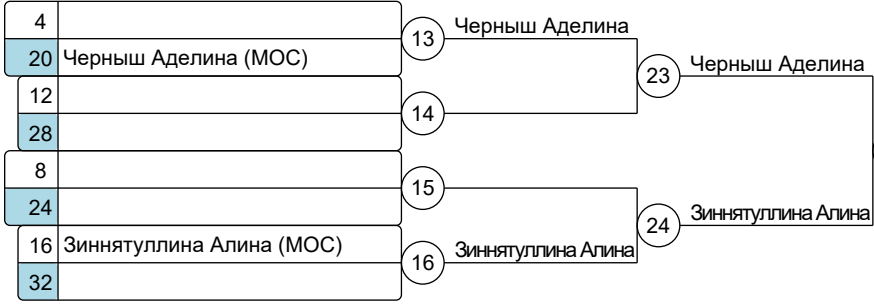 4
20 Черныш Аделина (МОС)
13 Черныш Аделина
23 Черныш Аделина
12
28
14
8
24
15
24 Зиннятуллина Алина
16 Зиннятуллина Алина (МОС)
32
16 Зиннятуллина Алина